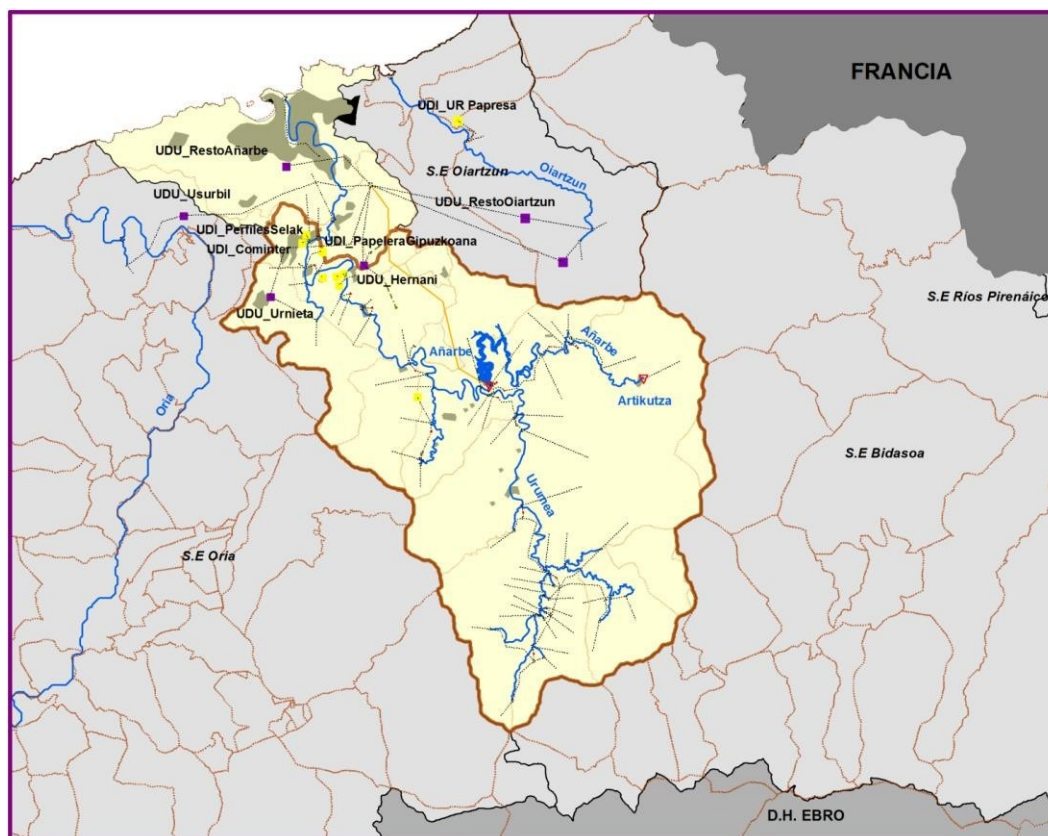 FRANCIA
UDI_UR Papresa
UDU_RestoAñarbe
S.E Oiartzun
Oiartzun
UDU_Usurbil
UDU_RestoOiartzun
UDI_PerfilesSelak
UDI_PapeleraGipuzkoana
UDI_Cominter
UDU_Hernani
S.E Ríos Pirenáico
UDU_Urnieta
Añarbe
Añarbe
Artikutza
Oria
S.E Bidasoa
Urumea
S.E Oria
D.H. EBRO